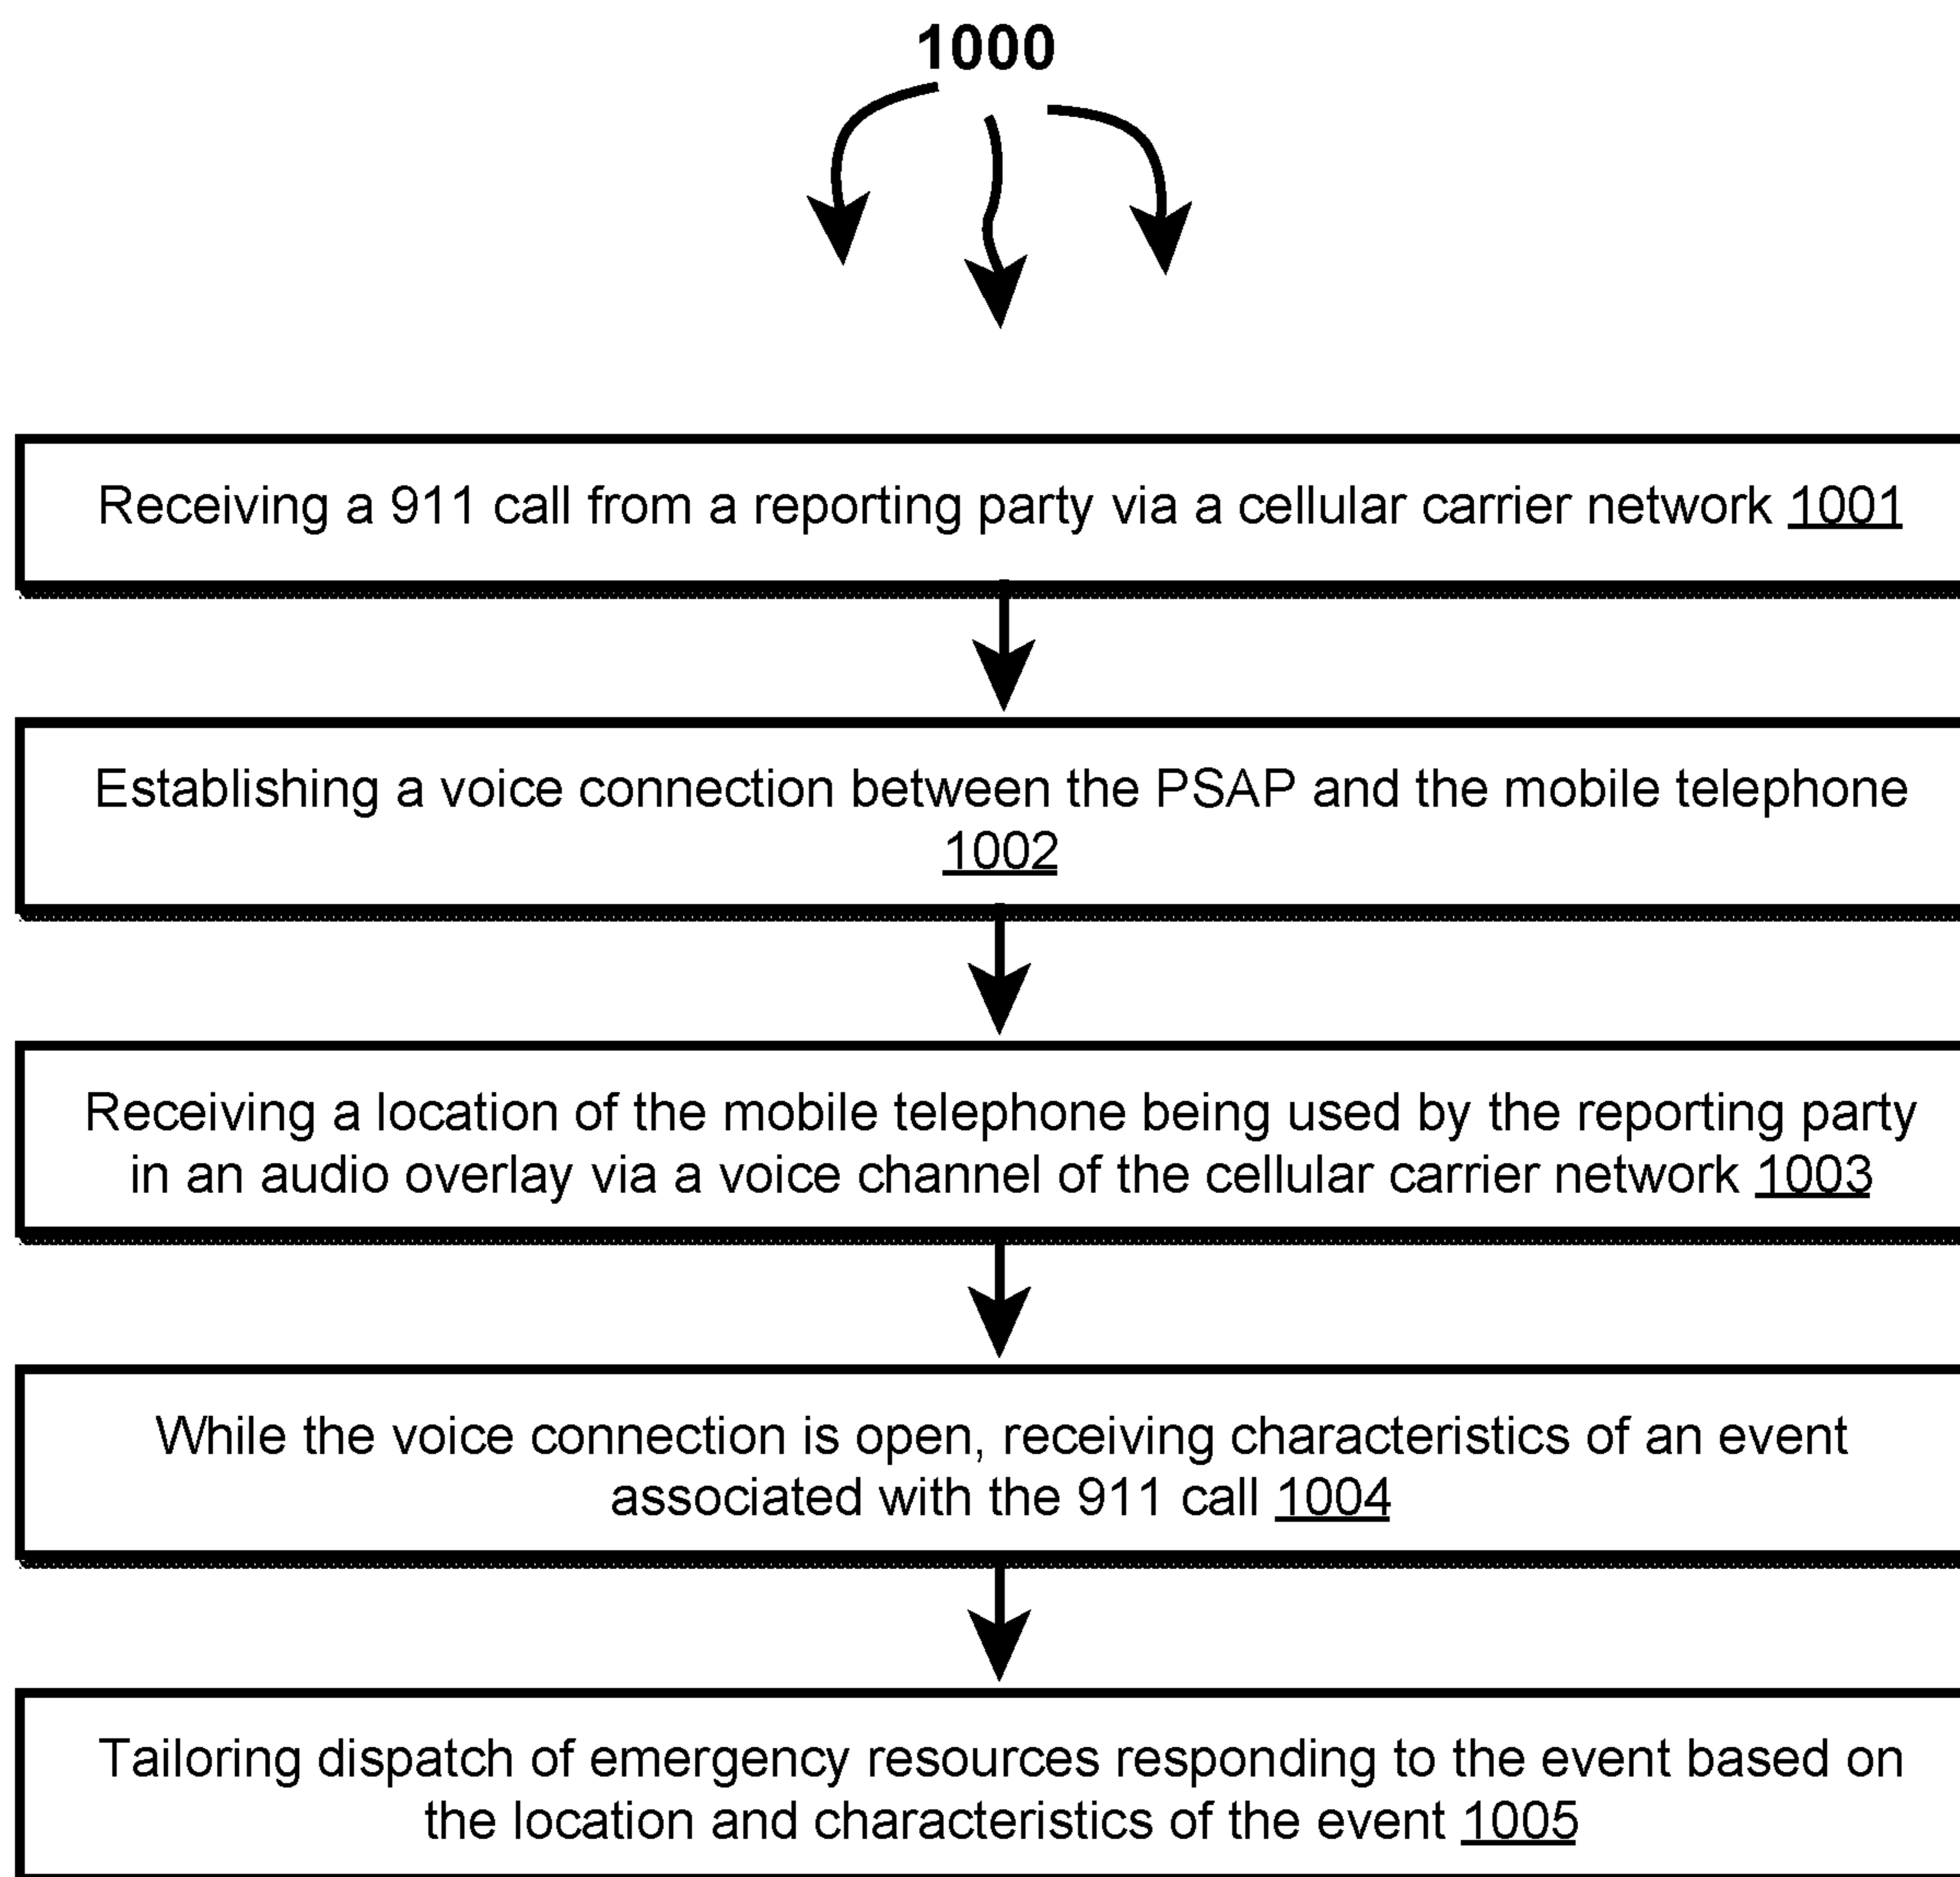 1000
Receiving a 911 call from a reporting party via a cellular carrier network 1001
Establishing a voice connection between the PSAP and the mobile telephone
1002
Receiving a location of the mobile telephone being used by the reporting party
in an audio overlay via a voice channel of the cellular carrier network 1003
While the voice connection is open, receiving characteristics of an event
associated with the 911 call 1004
Tailoring dispatch of emergency resources responding to the event based on
the location and characteristics of the event 1005